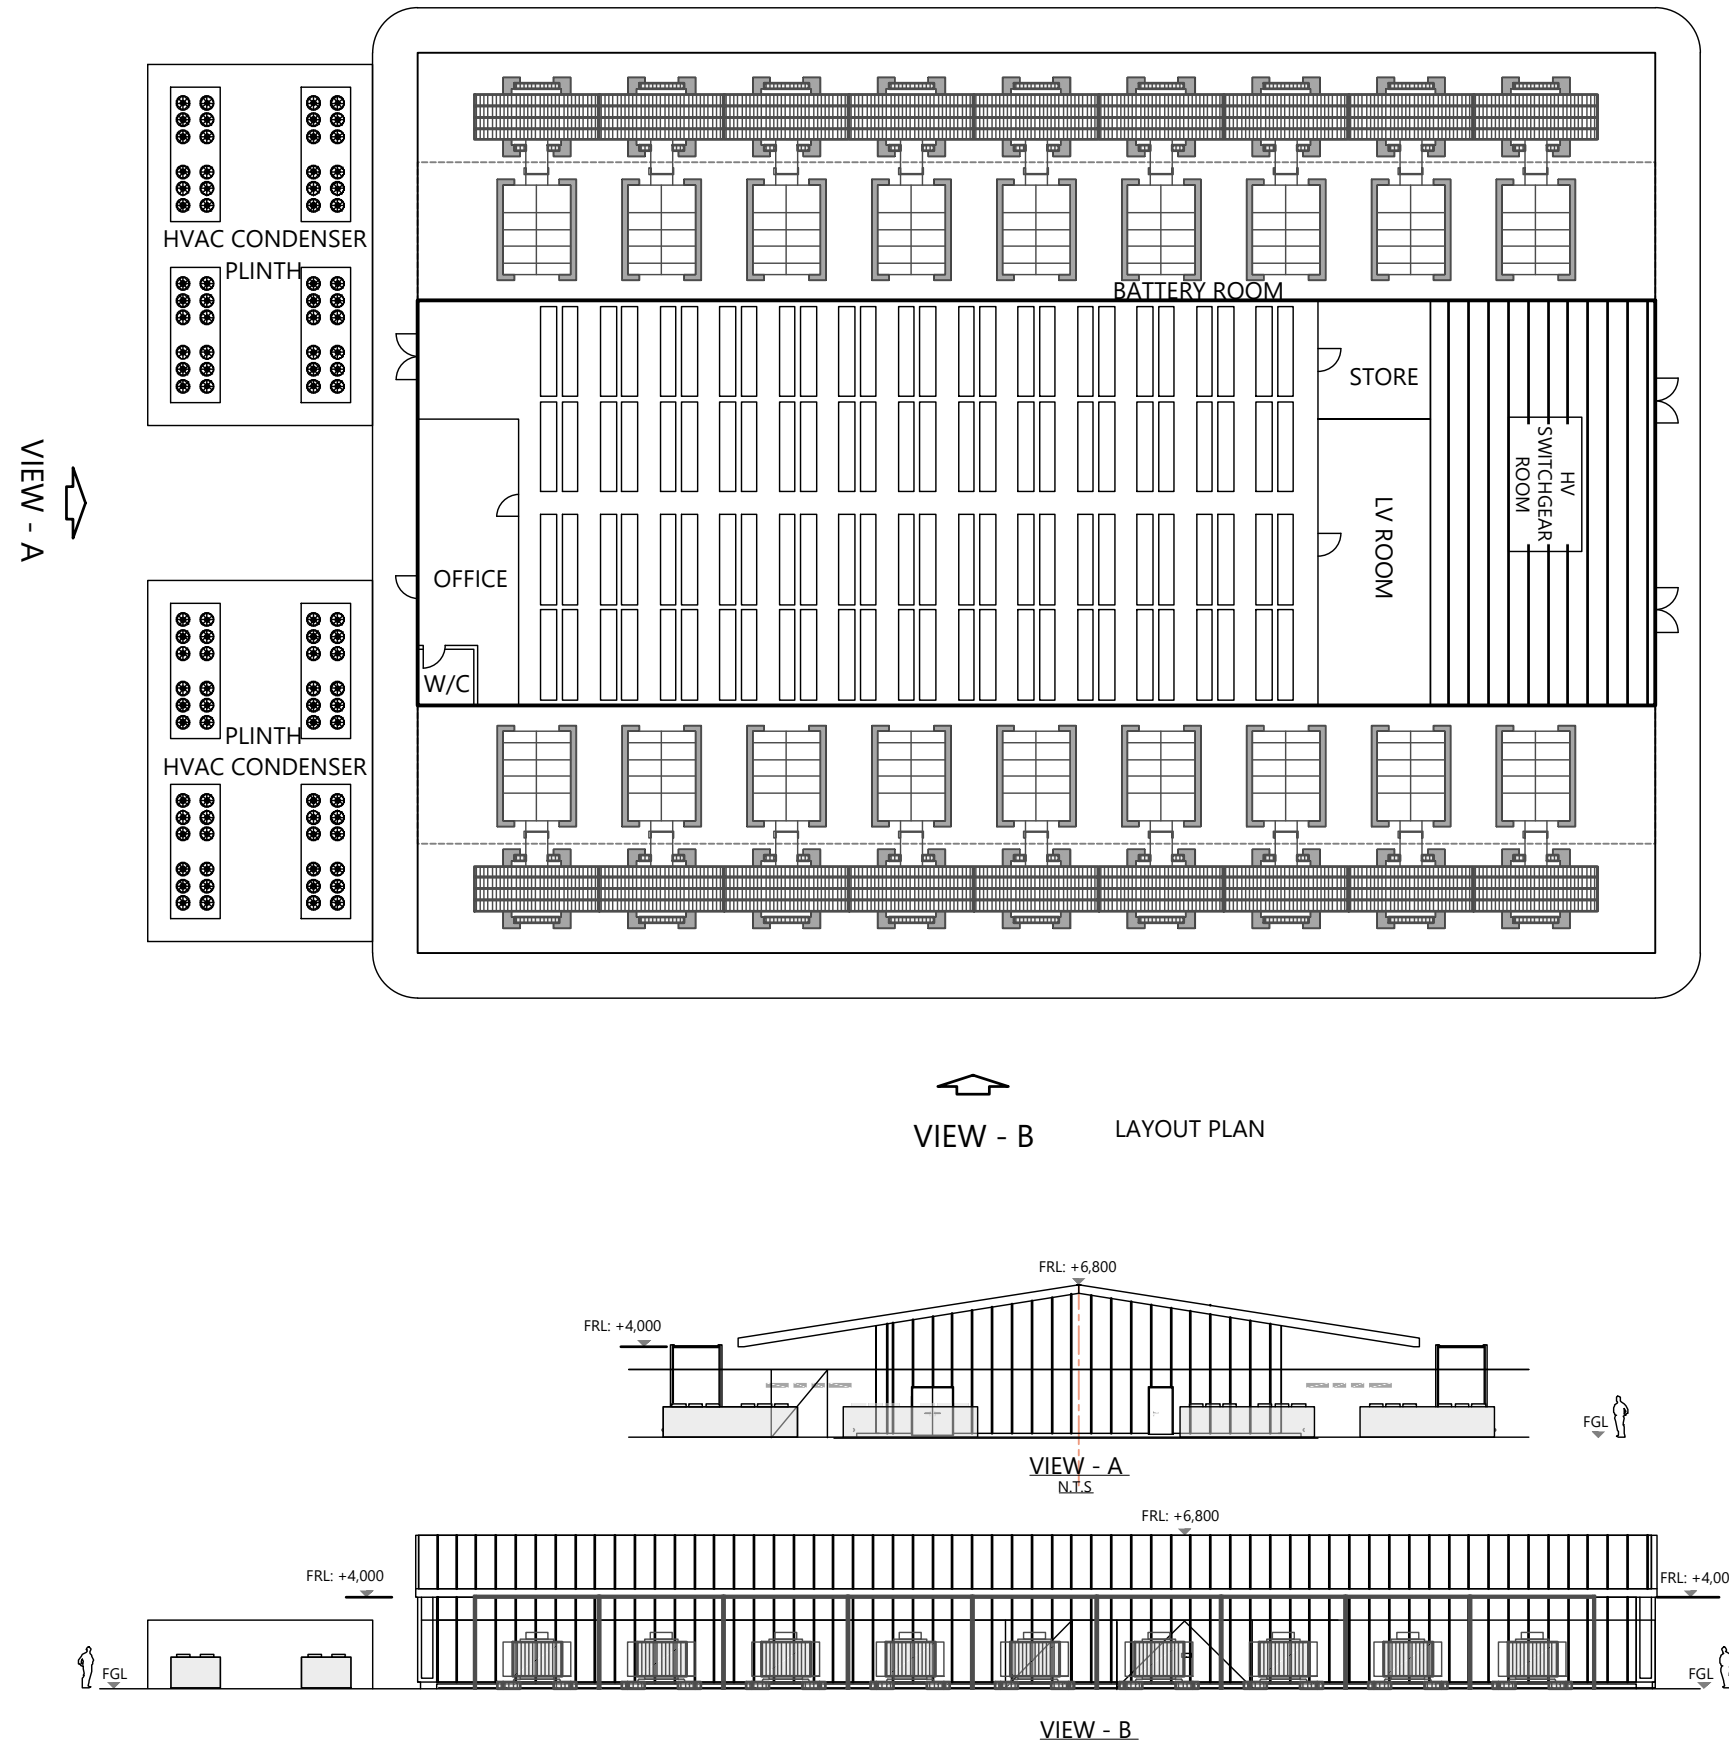 HVAC CONDENSER
PLINTH
BATTERY ROOM
STORE
HV
SWITCHGEAR
ROOM
VIEW - A
LV ROOM
OFFICE
W/C
PLINTH
HVAC CONDENSER
VIEW - B
LAYOUT PLAN
FRL: +6,800
FRL: +4,000
FGL
VIEW - A
N.T.S
FRL: +6,800
FRL: +4,000
FRL: +4,00
FGL
FGL
VIEW - B